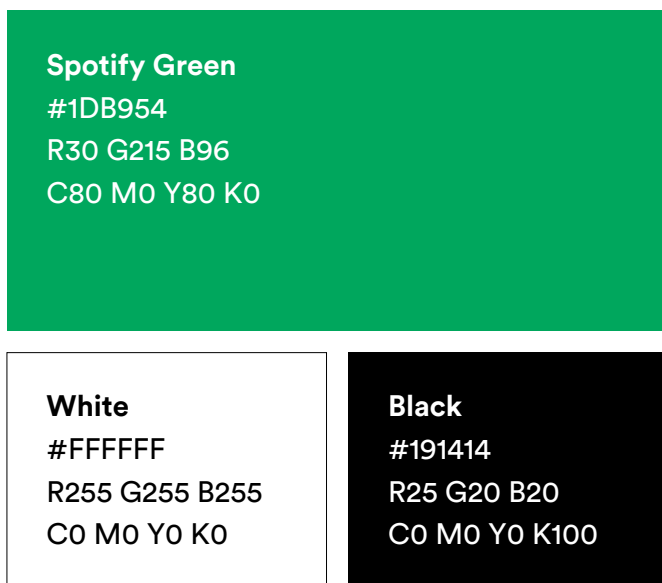 Spotify Green
#1DB954
R30 G215 B96
C80 M0 Y80 K0
White
#FFFFFF
R255 G255 B255
C0 M0 Y0 K0
Black
#191414
R25 G20 B20
C0 M0 Y0 K100